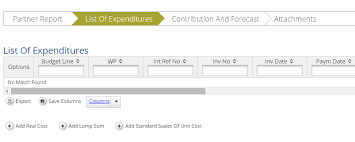 Partner Report List Of Expenditures Contribution And Forecast Attachments
List Of Expenditures
Options Budget Line WP Int Ref No Inv No Inv Date Paym Date
No Match Found
Export Save Columns Columns
Add Real Cost Add Lump Sum Add Standard Scales Of Unit Cost